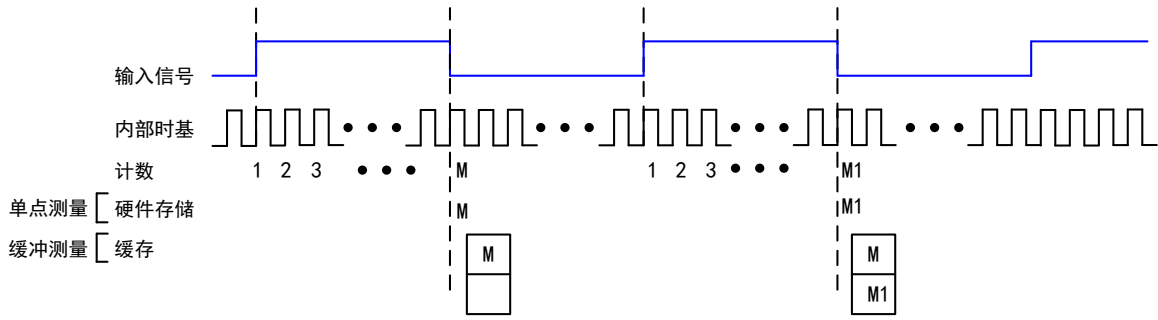 输入信号
内部时基
计数 1 2 3 • • • M 1 2 3 • • • M1
单点测量 [ 硬件存储 M M1
缓冲测量 [ 缓存
M M
M1